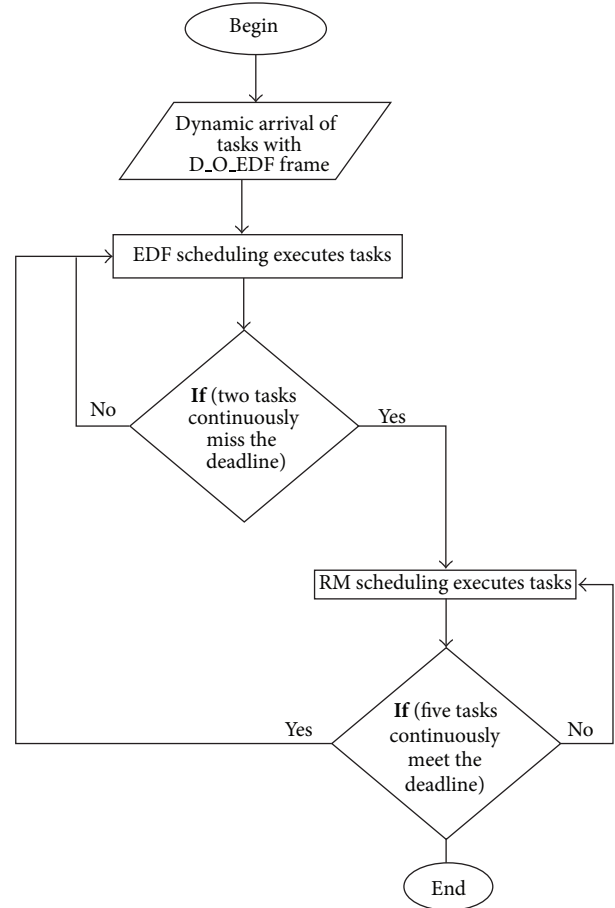 Begin
Dynamic arrival of
tasks with
D_O_EDF frame
EDF scheduling executes tasks
If (two tasks
continuously
miss the
deadline)
No
Yes
RM scheduling executes tasks
If (five tasks
continuously
meet the
deadline)
Yes
No
End